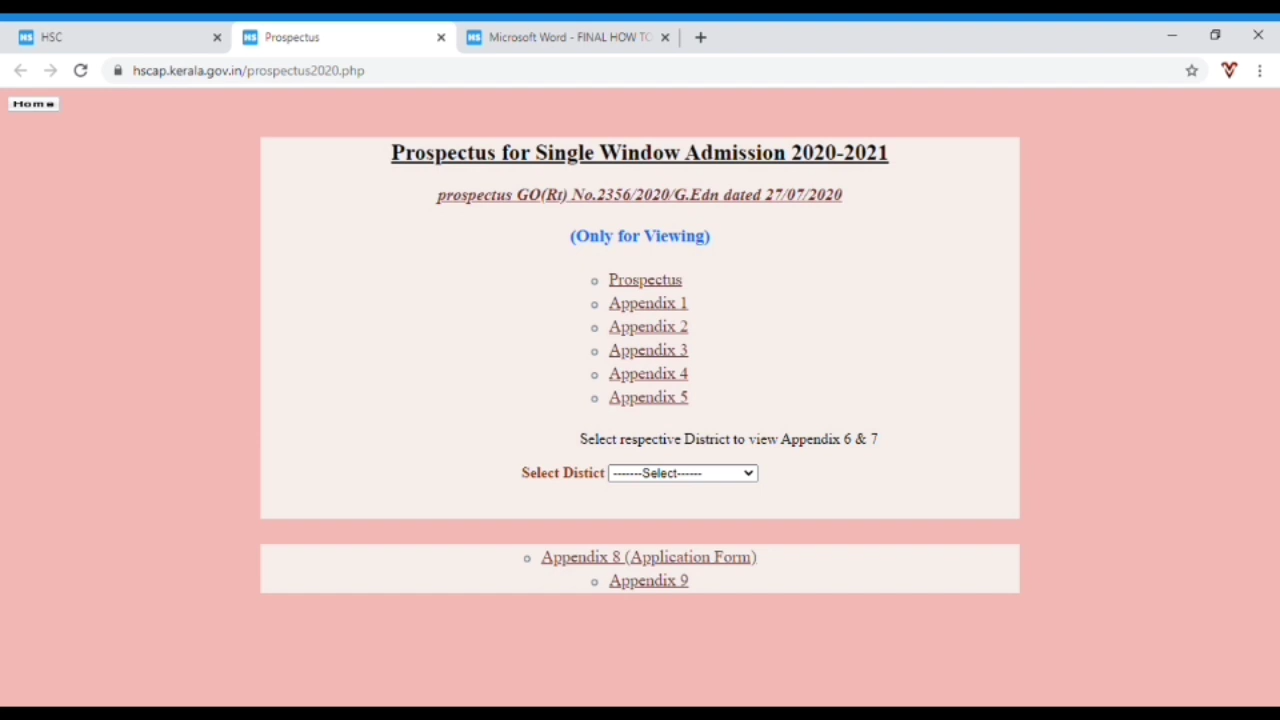 HSC
Prospectus
Microsoft Word - FINAL HOW TO
hscap.kerala.gov.in/prospectus2020.php
Home
Prospectus for Single Window Admission 2020-2021
prospectus GO(Rt) No.2356/2020/G.Edn dated 27/07/2020
(Only for Viewing)
Prospectus
Appendix 1
Appendix 2
Appendix 3
Appendix 4
Appendix 5
Select respective District to view Appendix 6 & 7
Select Distict -------Select------
Appendix 8 (Application Form)
Appendix 9